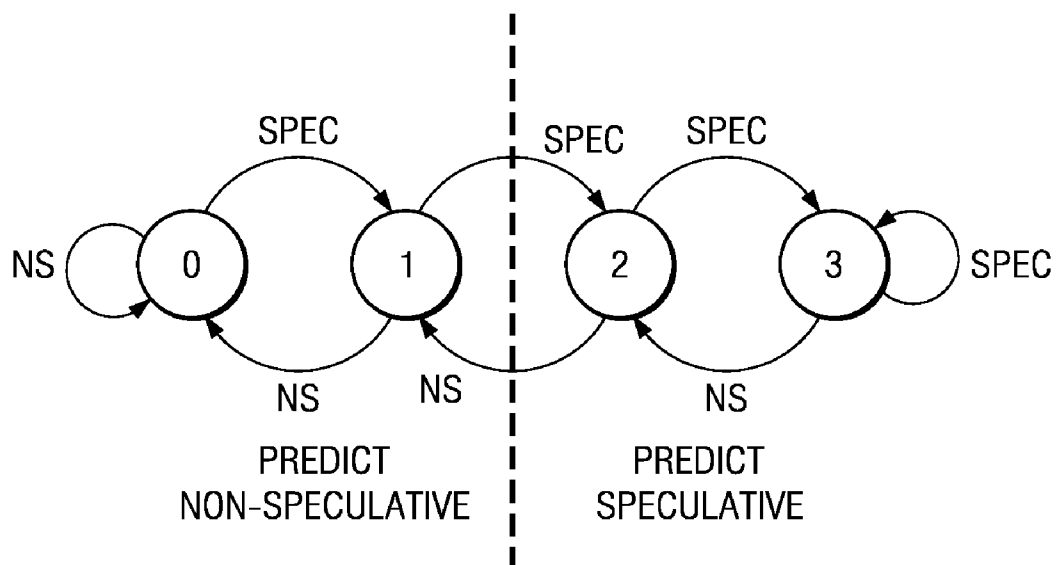 SPEC
SPEC
SPEC
NS
0
1
2
3
SPEC
NS
NS
NS
PREDICT
NON-SPECULATIVE
PREDICT
SPECULATIVE